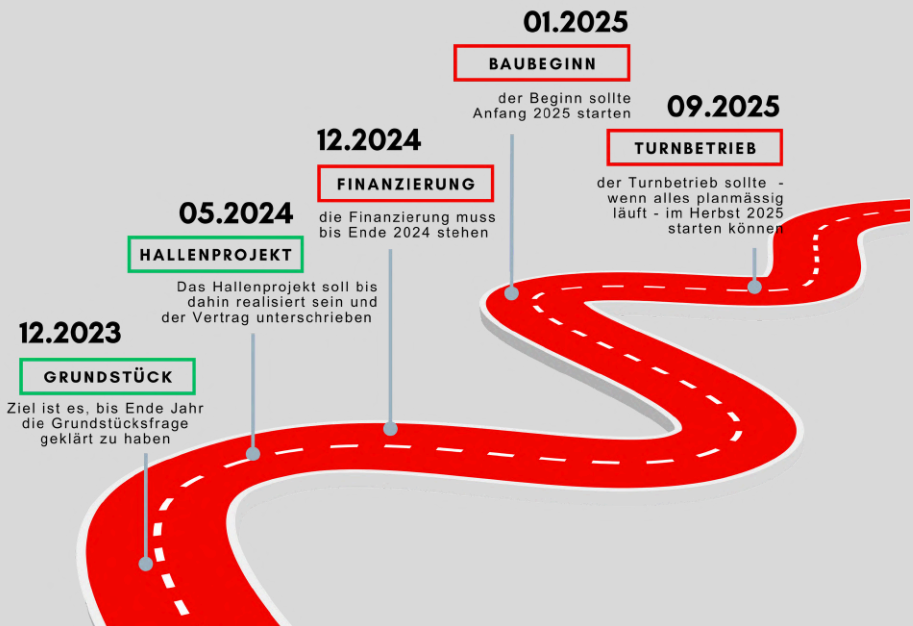 12.2023
GRUNDSTÜCK
Ziel ist es, bis Ende Jahr
die Grundstücksfrage
geklärt zu haben
05.2024
HALLENPROJEKT
Das Hallenprojekt soll bis
dahin realisiert sein und
der Vertrag unterschrieben
12.2024
FINANZIERUNG
die Finanzierung muss
bis Ende 2024 stehen
01.2025
BAUBEGINN
der Beginn sollte
Anfang 2025 starten
09.2025
TURNBETRIEB
der Turnbetrieb sollte -
wenn alles planmässig
läuft - im Herbst 2025
starten können